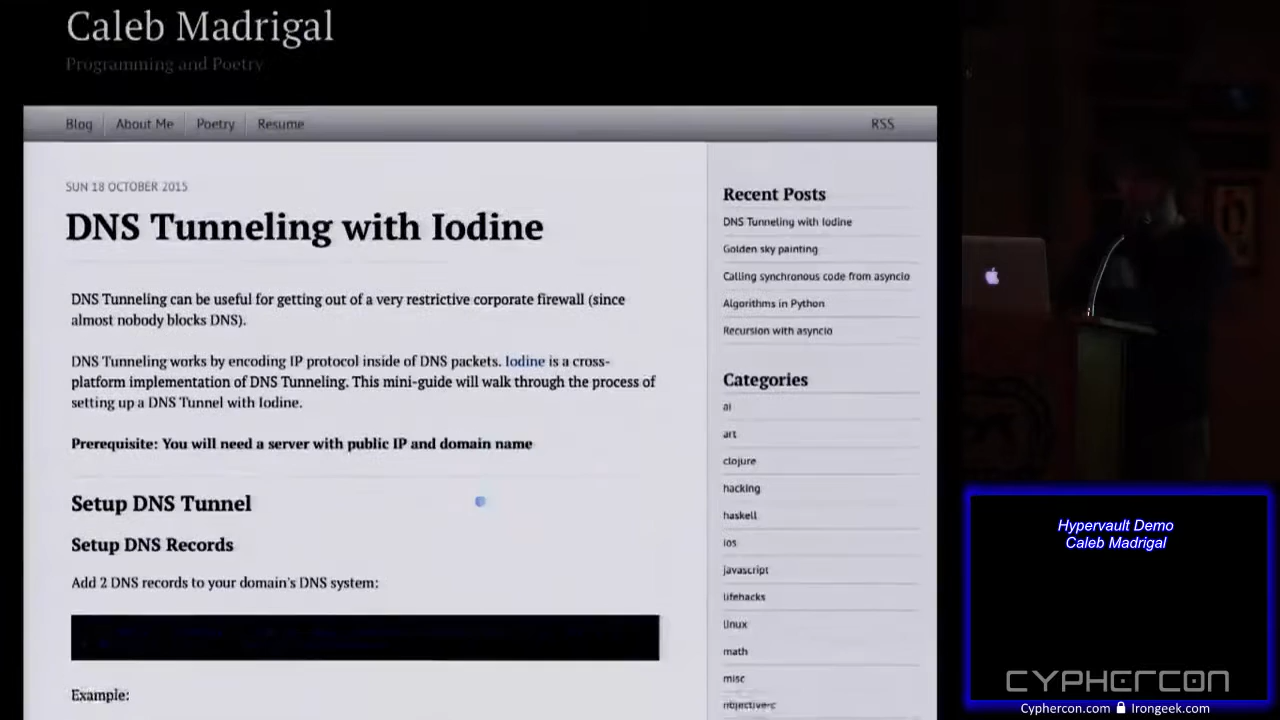 Caleb Madrigal
Programming and Poetry
Blog
About Me
Poetry
Resume
RSS
SUN 18 OCTOBER 2015
DNS Tunneling with Iodine
DNS Tunneling can be useful for getting out of a very restrictive corporate firewall (since
almost nobody blocks DNS).
DNS Tunneling works by encoding IP protocol inside of DNS packets. Iodine is a cross-
platform implementation of DNS Tunneling. This mini-guide will walk through the process of
setting up a DNS Tunnel with Iodine.
Prerequisite: You will need a server with public IP and domain name
Setup DNS Tunnel
Setup DNS Records
Add 2 DNS records to your domain's DNS system:
Example:
Recent Posts
DNS Tunneling with Iodine
Golden sky painting
Calling synchronous code from asyncio
Algorithms in Python
Recursion with asyncio
Categories
ai
art
clojure
hacking
haskell
ios
javascript
lifehacks
linux
math
misc
objective-c
Hypervault Demo
Caleb Madrigal
CYPHERCON
Cyphercon.com Irongeek.com